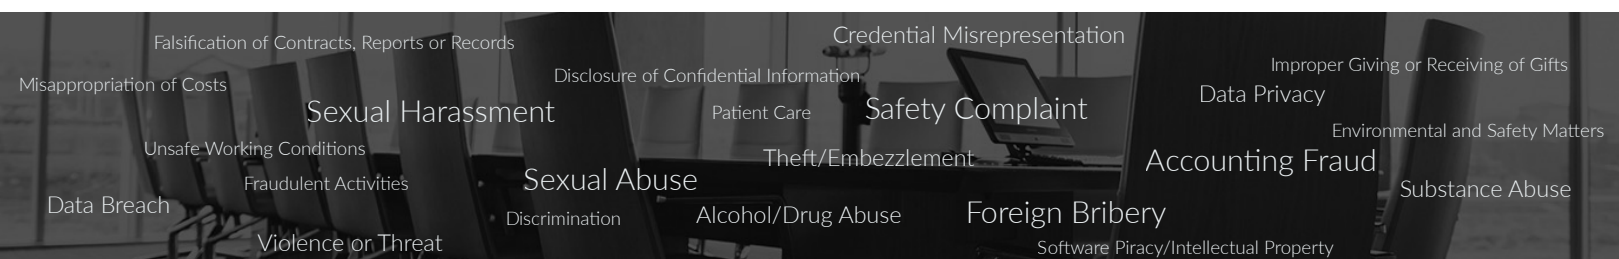 Credential Misrepresentation
Falsification of Contracts, Reports or Records
Improper Giving or Receiving of Gifts
Disclosure of Confidential Information
Misappropriation of Costs
Data Privacy
Sexual Harassment
Patient Care
Safety Complaint
Environmental and Safety Matters
Unsafe Working Conditions
Theft/Embezzlement
Accounting Fraud
Fraudulent Activities
Sexual Abuse
Substance Abuse
Data Breach
Discrimination
Alcohol/Drug Abuse
Foreign Bribery
Violence or Threat
Software Piracy/Intellectual Property